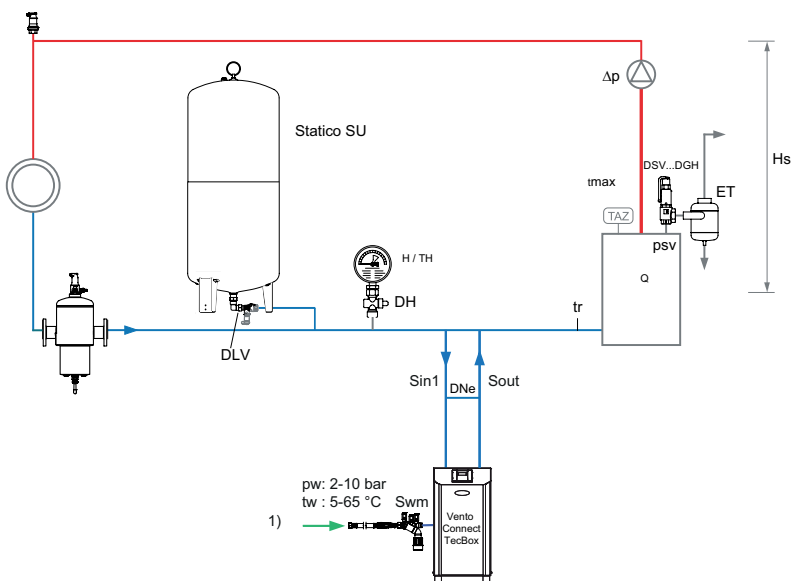 Δp
Statico SU
Hs
DSV...DGH
tmax
ET
TAZ
H / TH
psv
Q
DH
tr
DLV
Sin1
Sout
DNe
pw: 2-10 bar
tw : 5-65 °C
Swm
1)
Vento
Connect
TecBox